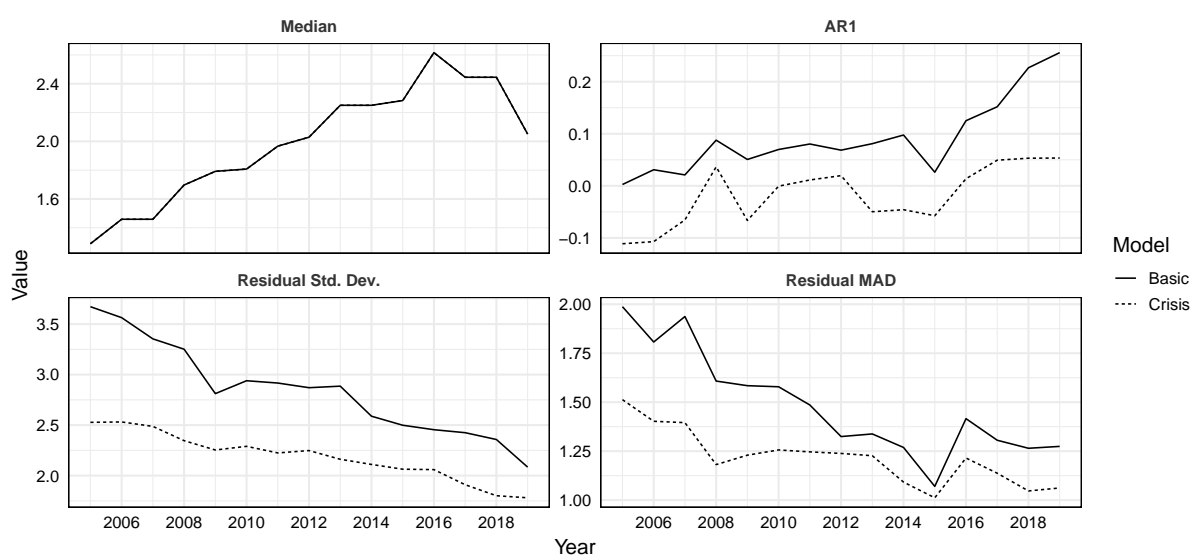 Median
AR1
2.4
2.0
1.6
0.2
0.1
0.0
−0.1
Residual Std. Dev.
Residual MAD
3.5
3.0
2.5
2.0
2.00
1.75
1.50
1.25
1.00
2006 2008 2010 2012 2014 2016 2018
2006 2008 2010 2012 2014 2016 2018
Value
Year
Model
Basic
Crisis